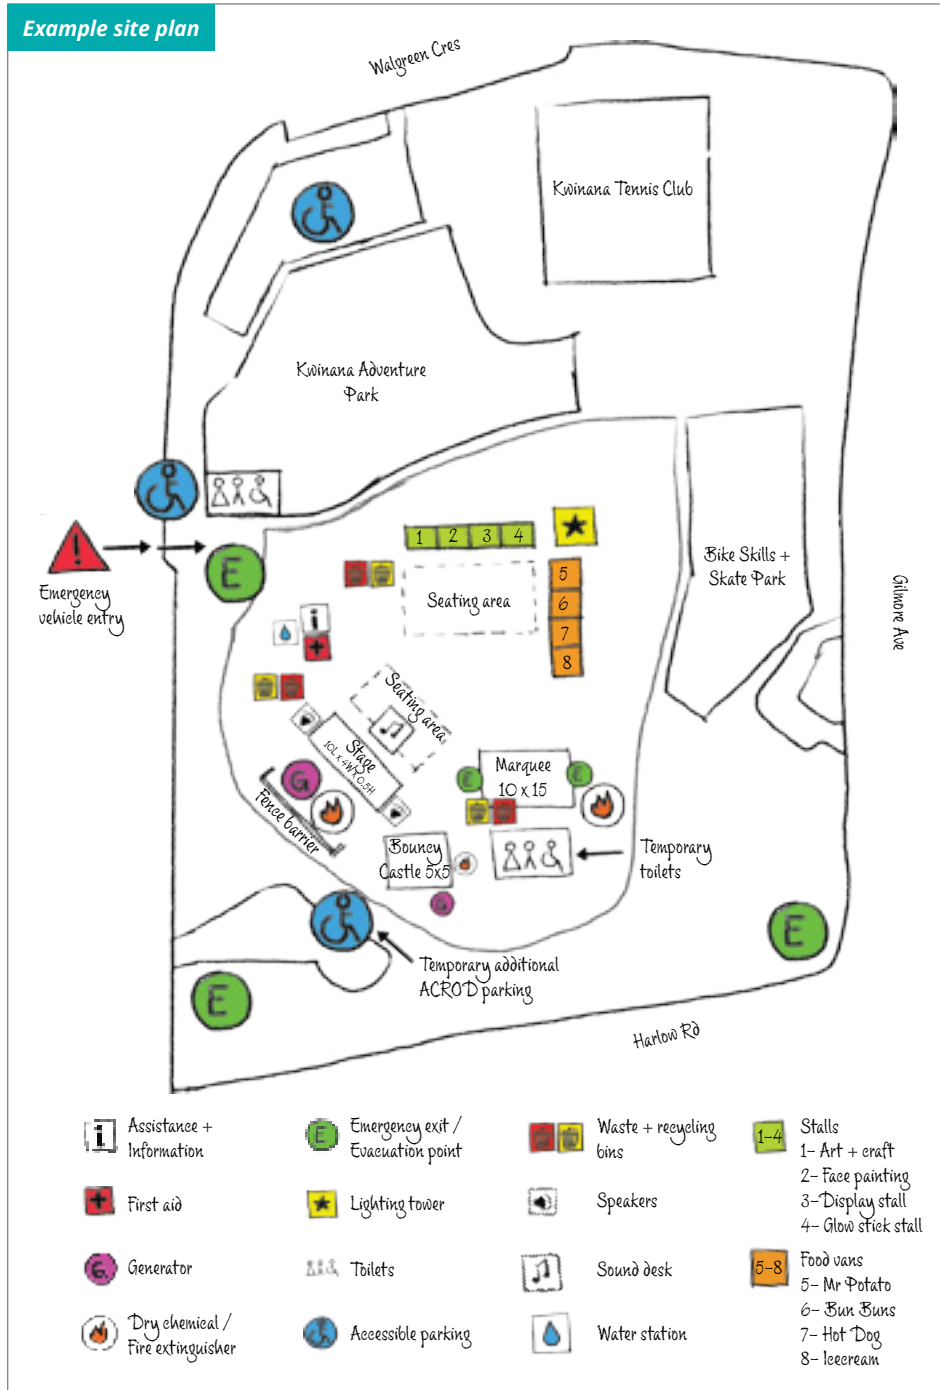 Example site plan
Walgreen Cres
Kwinana Tennis Club
Kwinana Adventure
Park
1 2 3 4
Emergency
vehicle entry
E
5
6
7
8
Seating area
Bike Skills +
Skate Park
Gilmore Ave
i
Seating area
Stage
10L x 4W x 0.5H
G
Fence barrier
E
Marquee
10 x 15
E
Bouncy
Castle 5x5
G
Temporary
toilets
E
Temporary additional
ACROD parking
E
Harlow Rd
i
Assistance +
Information
First aid
G
Generator
Dry chemical /
Fire extinguisher
E
Emergency exit /
Evacuation point
Lighting tower
Toilets
Accessible parking
Waste + recycling
bins
Speakers
Sound desk
Water station
1-4
Stalls
1- Art + craft
2- Face painting
3-Display stall
4- Glow stick stall
5-8
Food vans
5- Mr Potato
6- Bun Buns
7- Hot Dog
8- Icecream